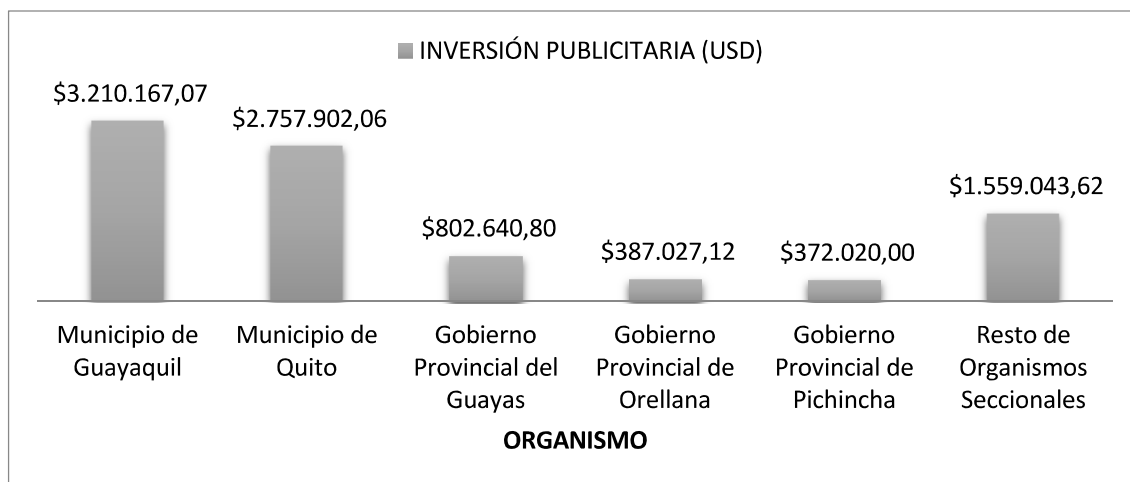 INVERSIÓN PUBLICITARIA (USD)
$3.210.167,07
$2.757.902,06
$802.640,80
$387.027,12
$372.020,00
$1.559.043,62
Municipio de
Guayaquil
Municipio de
Quito
Gobierno
Provincial del
Guayas
Gobierno
Provincial de
Orellana
Gobierno
Provincial de
Pichincha
Resto de
Organismos
Seccionales
ORGANISMO